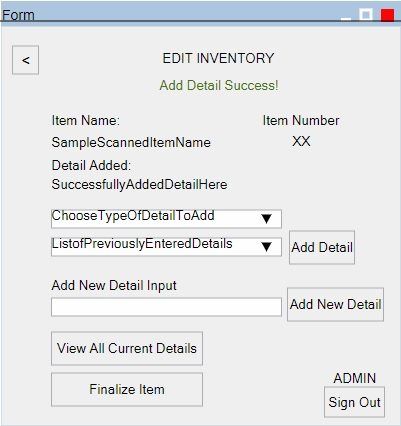 Form
<
EDIT INVENTORY
Add Detail Success!
Item Name:
Item Number
SampleScannedItemName
XX
Detail Added:
SuccessfullyAddedDetailHere
ChooseTypeOfDetailToAdd
ListofPreviouslyEnteredDetails
Add Detail
Add New Detail Input
Add New Detail
View All Current Details
Finalize Item
ADMIN
Sign Out